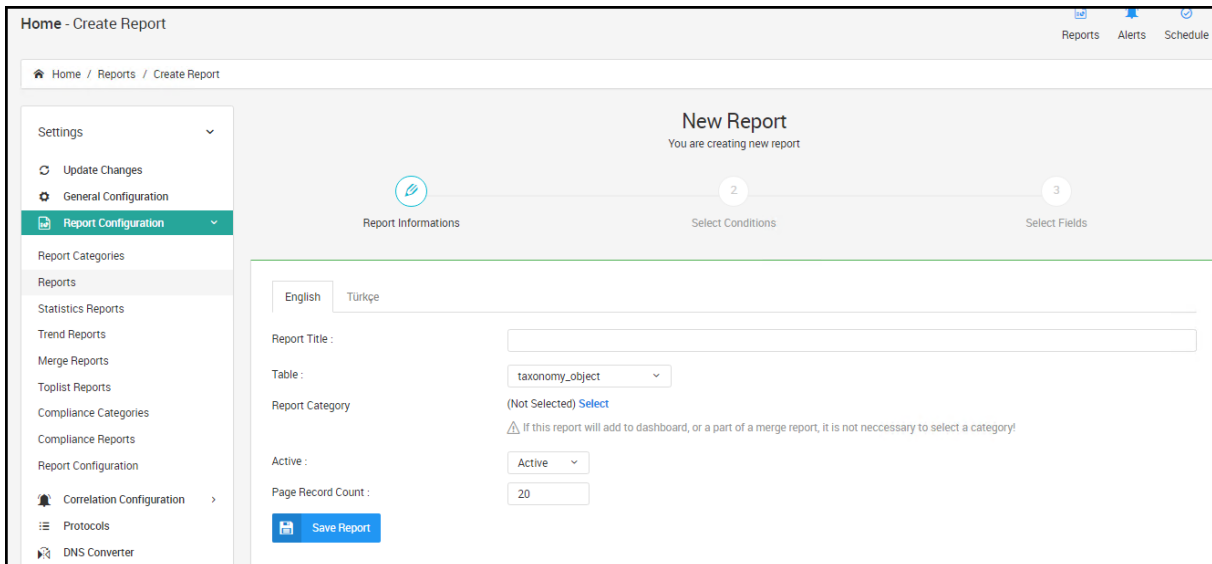 Home - Create Report
Reports Alerts Schedule
Home / Reports / Create Report
Settings
Update Changes
General Configuration
Report Configuration
Report Categories
Reports
Statistics Reports
Trend Reports
Merge Reports
Toplist Reports
Compliance Categories
Compliance Reports
Report Configuration
Correlation Configuration
Protocols
DNS Converter
New Report
You are creating new report
2 3
Report Informations Select Conditions Select Fields
English Türkçe
Report Title :
Table : taxonomy_object
Report Category (Not Selected) Select
If this report will add to dashboard, or a part of a merge report, it is not neccessary to select a category!
Active : Active
Page Record Count : 20
Save Report